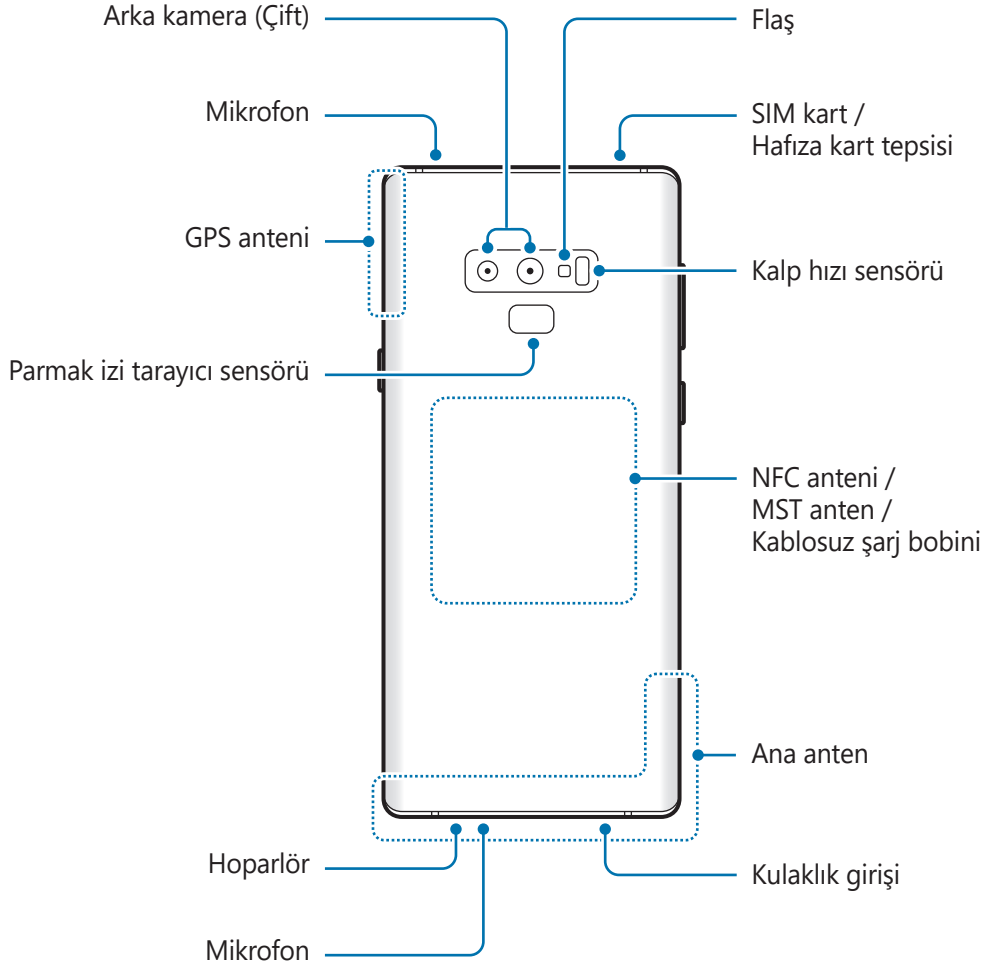 Arka kamera (Çift)
Flaş
Mikrofon
SIM kart /
Hafıza kart tepsisi
GPS anteni
Kalp hızı sensörü
Parmak izi tarayıcı sensörü
NFC anteni /
MST anten /
Kablosuz şarj bobini
Ana anten
Hoparlör
Kulaklık girişi
Mikrofon